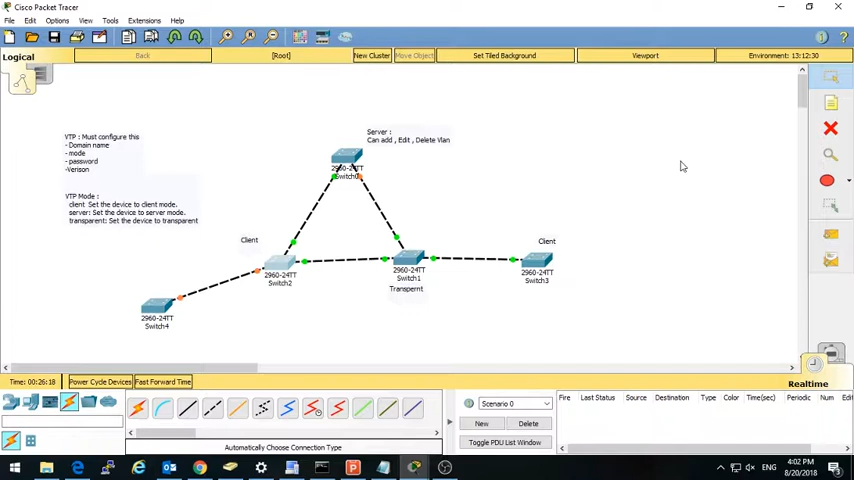 Cisco Packet Tracer
File Edit Options View Tools Extensions Help
Logical Back [Root] New Cluster Move Object Set Tiled Background Viewport Environment: 13:12:30
VTP : Must configure this
- Domain name
- mode
- password
-Verison
VTP Mode :
client Set the device to client mode.
server: Set the device to server mode.
transparent: Set the device to transparent
Server :
Can add , Edit , Delete Vlan
2960-24TT
Switch0
Client
2960-24TT
Switch2
2960-24TT
Switch1
Transpernt
Client
2960-24TT
Switch3
2960-24TT
Switch4
Time: 00:26:18 Power Cycle Devices Fast Forward Time Realtime
Scenario 0
New Delete
Toggle PDU List Window
Fire Last Status Source Destination Type Color Time(sec) Periodic Num
Automatically Choose Connection Type
ENG 4:02 PM
8/20/2018